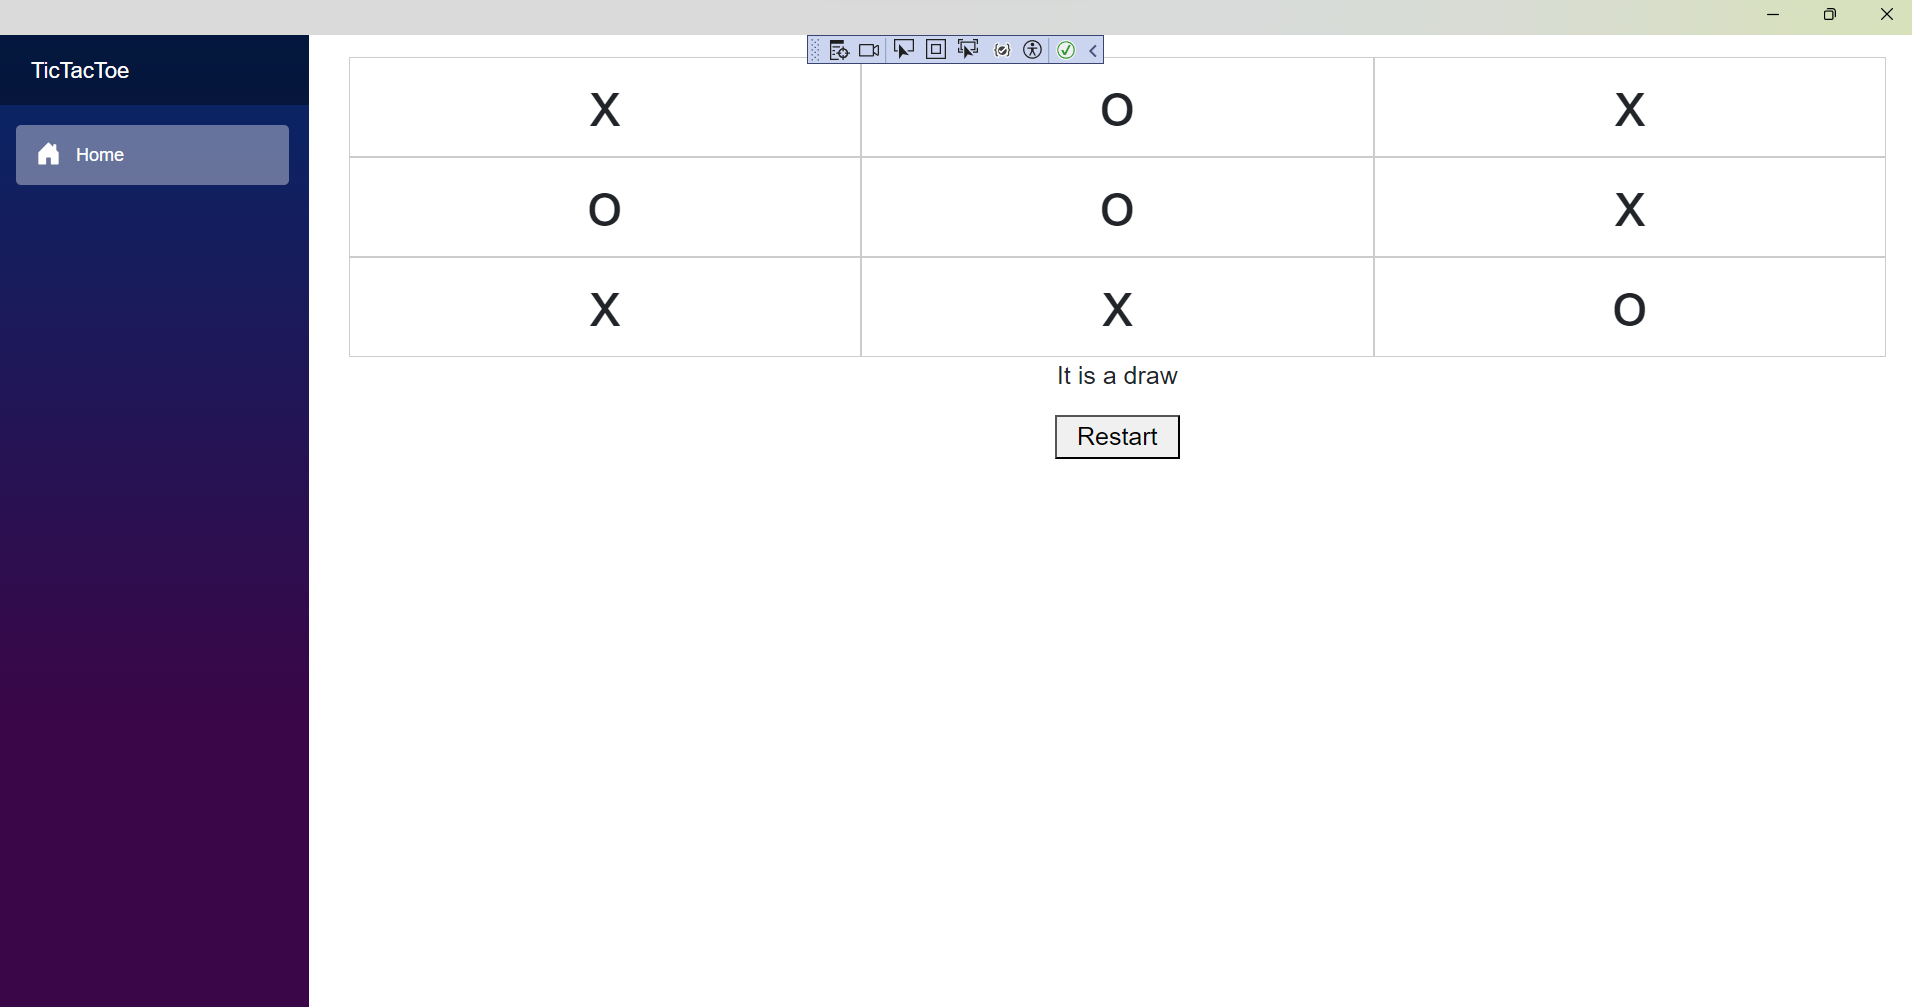 TicTacToe
Home
X O X
O O X
X X O
It is a draw
Restart